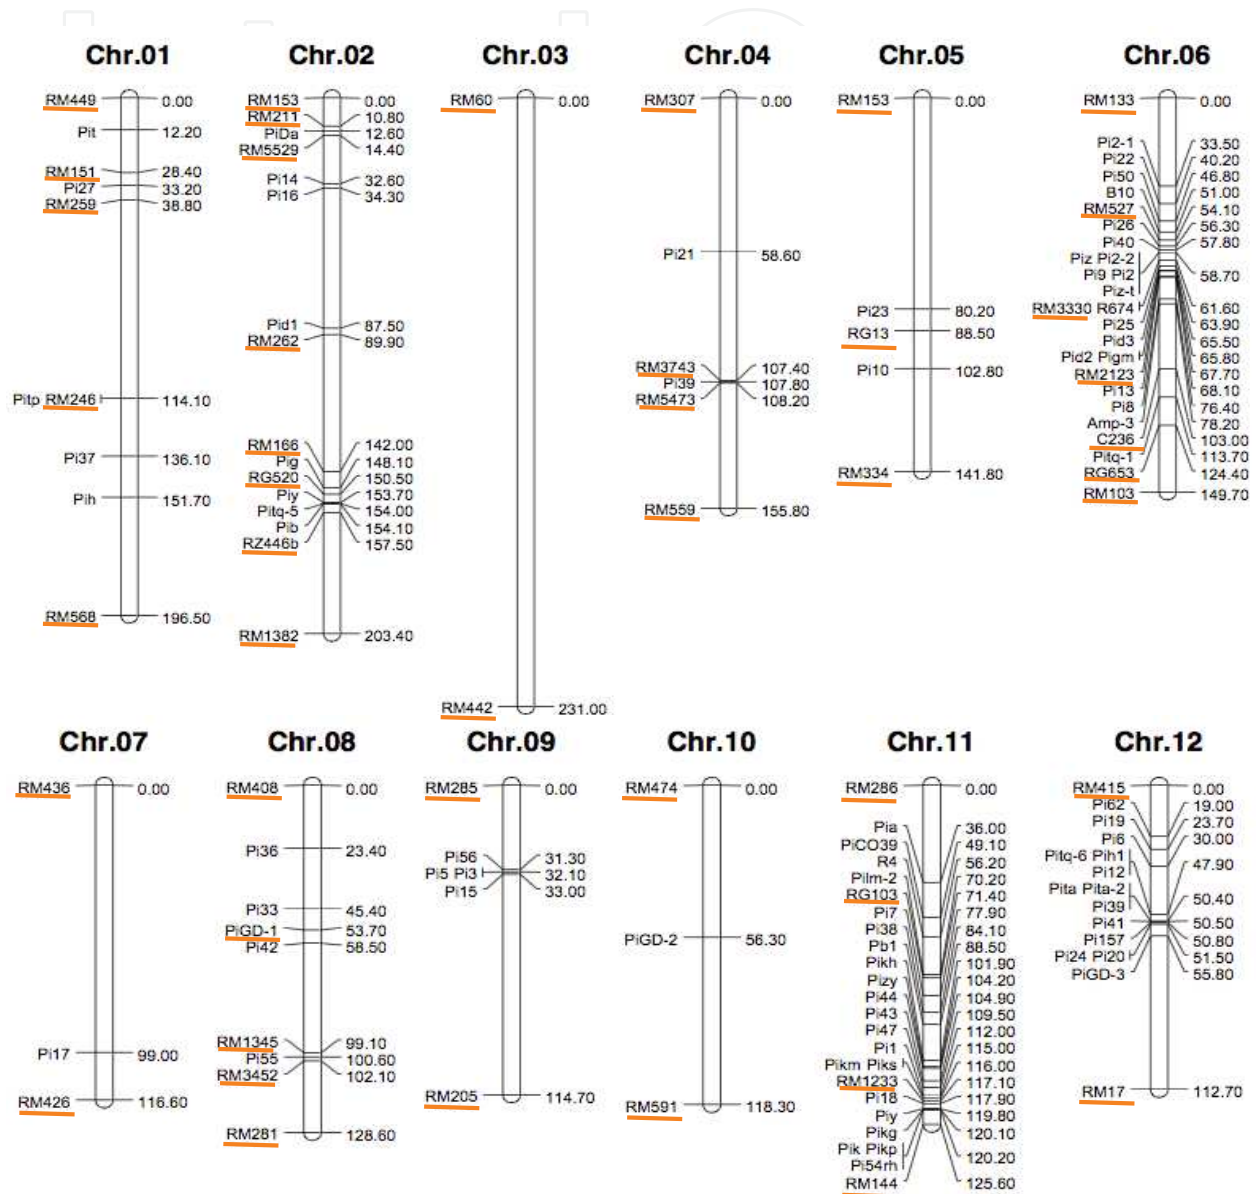 Chr.01
RM449 0.00
Pit 12.20
RM151 28.40
Pi27 33.20
RM259 38.80
Pitp RM246 114.10
Pi37 136.10
Pih 151.70
RM568 196.50
Chr.02
RM153 0.00
RM211 10.80
PiDa 12.60
RM5529 14.40
Pi14 32.60
Pi16 34.30
Pid1 87.50
RM262 89.90
RM166 142.00
Pig 148.10
RG520 150.50
Piy 153.70
Pitq-5 154.00
Pib 154.10
RZ446b 157.50
RM1382 203.40
Chr.03
RM60 0.00
RM442 231.00
Chr.04
RM307 0.00
Pi21 58.60
RM3743 107.40
Pi39 107.80
RM5473 108.20
RM559 155.80
Chr.05
RM153 0.00
Pi23 80.20
RG13 88.50
Pi10 102.80
RM334 141.80
Chr.06
RM133 0.00
Pi2-1 33.50
Pi22 40.20
Pi50 46.80
B10 51.00
RM527 54.10
Pi26 56.30
Pi40 57.80
Piz Pi2-2
Pi9 Pi2 58.70
Piz-t
RM3330 R674 61.60
Pi25 63.90
Pid3 65.50
Pid2 Pigm 65.80
RM2123 67.70
Pi13 68.10
Pi8 76.40
Amp-3 78.20
C236 103.00
Pitq-1 113.70
RG653 124.40
RM103 149.70
Chr.07
RM436 0.00
Pi17 99.00
RM426 116.60
Chr.08
RM408 0.00
Pi36 23.40
Pi33 45.40
PiGD-1 53.70
Pi42 58.50
RM1345 99.10
Pi55 100.60
RM3452 102.10
RM281 128.60
Chr.09
RM285 0.00
Pi56 31.30
Pi5 Pi3 32.10
Pi15 33.00
RM205 114.70
Chr.10
RM474 0.00
PiGD-2 56.30
RM591 118.30
Chr.11
RM286 0.00
Pia 36.00
PiCO39 49.10
R4 56.20
Pilm-2 70.20
RG103 71.40
Pi7 77.90
Pi38 84.10
Pb1 88.50
Pikh 101.90
Pizy 104.20
Pi44 104.90
Pi43 109.50
Pi47 112.00
Pi1 115.00
Pikm Piks 116.00
RM1233 117.10
Pi18 117.90
Piy 119.80
Pikg 120.10
Pik Pikp 120.20
Pi54rh
RM144 125.60
Chr.12
RM415 0.00
Pi62 19.00
Pi19 23.70
Pi6 30.00
Pitq-6 Pih1 47.90
Pi12
Pita Pita-2 50.40
Pi39
Pi41 50.50
Pi157 50.80
Pi24 Pi20 51.50
PiGD-3 55.80
RM17 112.70